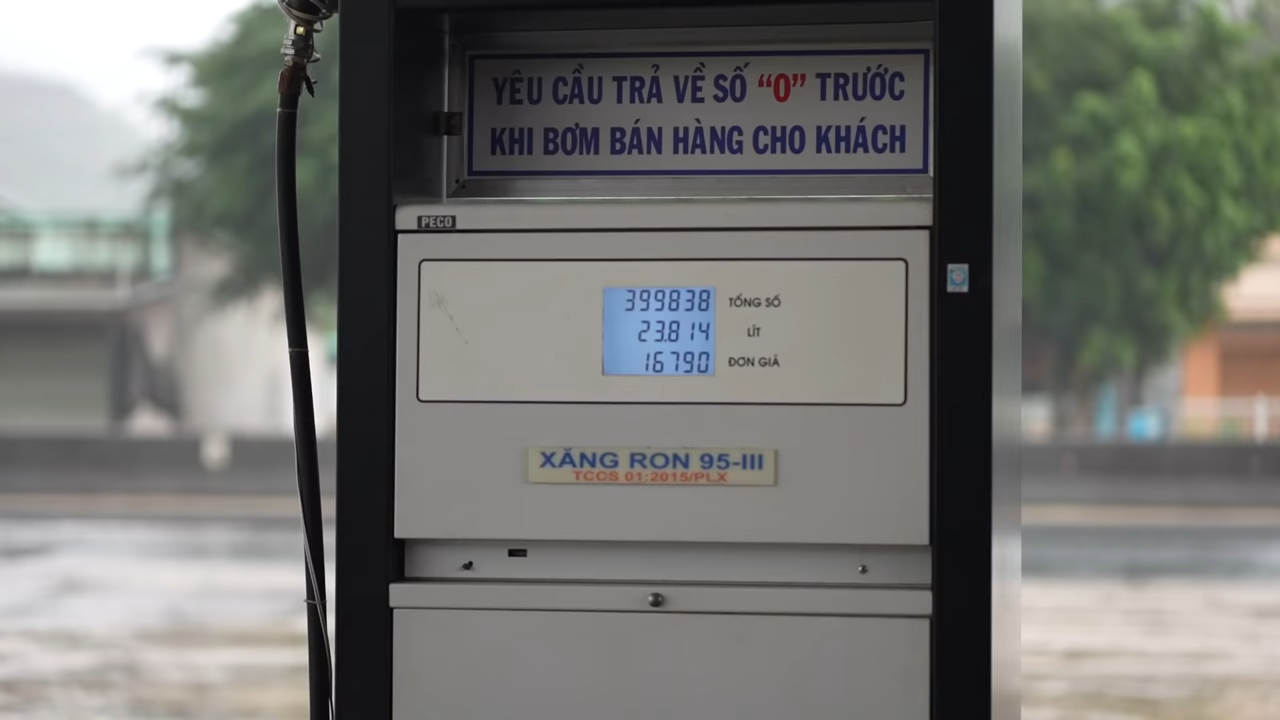 YÊU CẦU TRẢ VỀ SỐ “0” TRƯỚC
KHI BƠM BÁN HÀNG CHO KHÁCH
PECO
399838 TỔNG SỐ
23.814 LÍT
16790 ĐƠN GIÁ
XĂNG RON 95-III
TCCS 01:2015/PLX